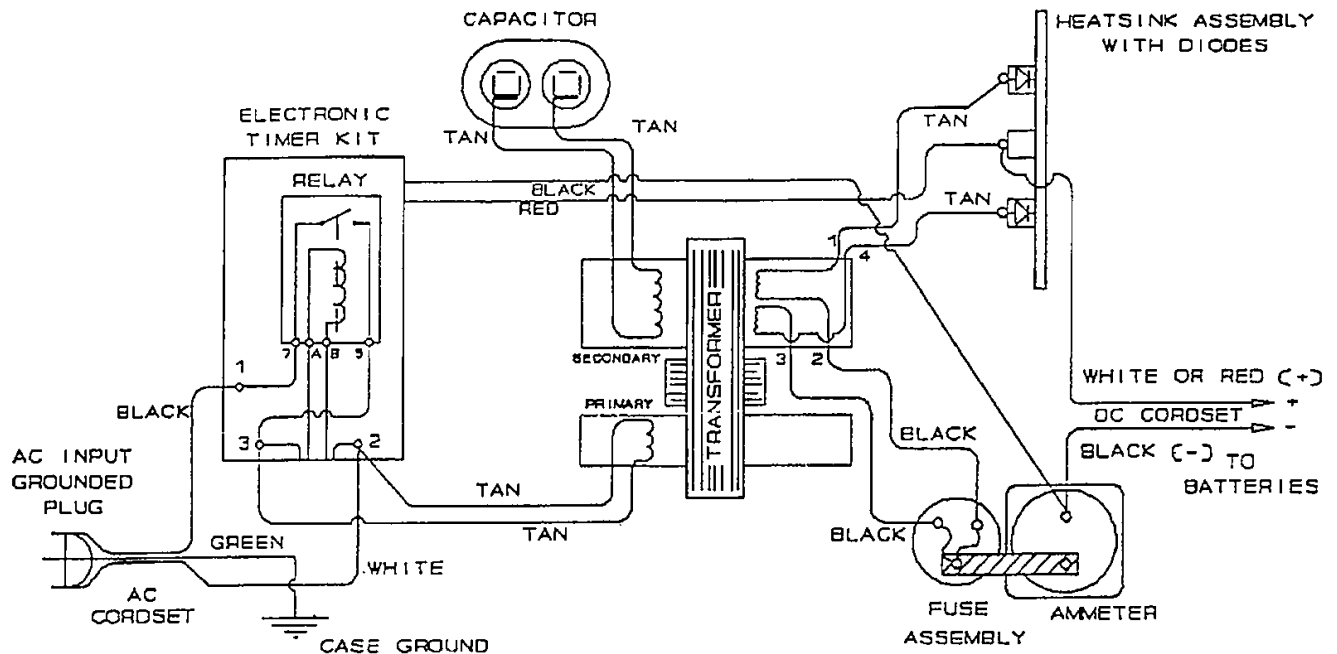 CAPACITOR
HEATSINK ASSEMBLY
WITH DIODES
ELECTRONIC
TIMER KIT
TAN
TAN
TAN
RELAY
BLACK
RED
TAN
1
4
7 A B 9
1
SECONDARY
TRANSFORMER
3 2
BLACK
PRIMARY
WHITE OR RED (+)
DC CORDSET +
BLACK (-) -
TO
BATTERIES
3 2
BLACK
AC INPUT
GROUNDED
PLUG
TAN
TAN
BLACK
GREEN
WHITE
AC
CORDSET
FUSE
ASSEMBLY
AMMETER
CASE GROUND